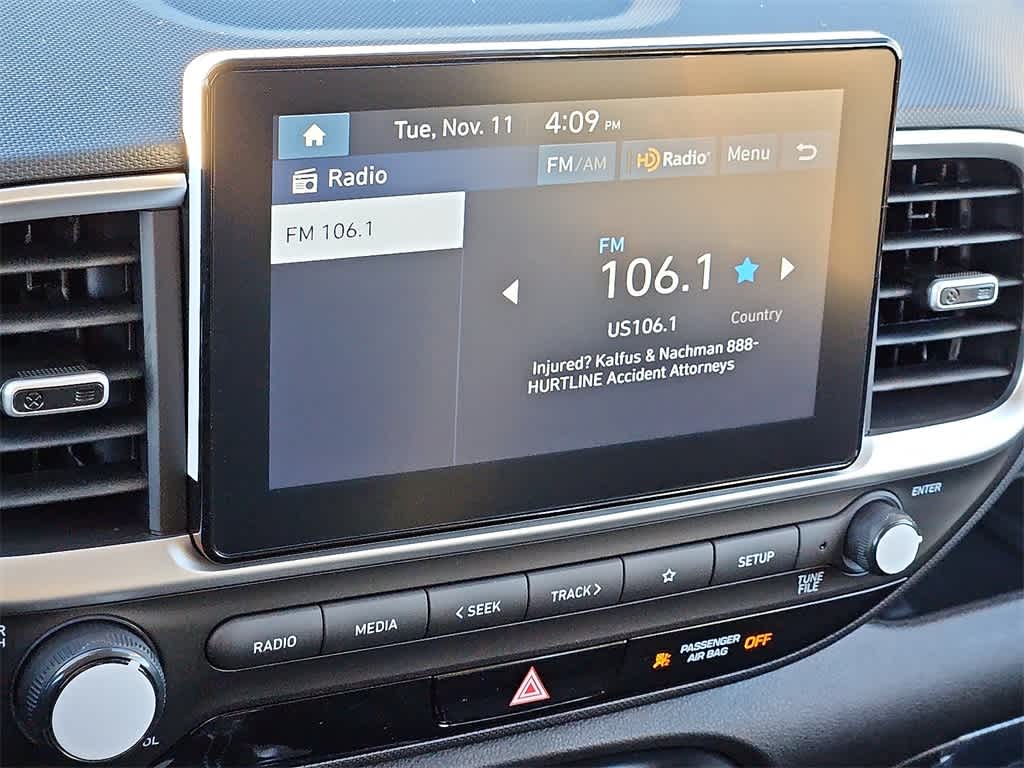 Tue, Nov. 11 4:09 PM
Radio FM/AM HD Radio® Menu
FM 106.1
FM
106.1
US106.1 Country
Injured? Kalfus & Nachman 888-
HURTLINE Accident Attorneys
ENTER
RADIO MEDIA < SEEK TRACK > SETUP
TUNE
FILE
PASSENGER
AIR BAG OFF
OL